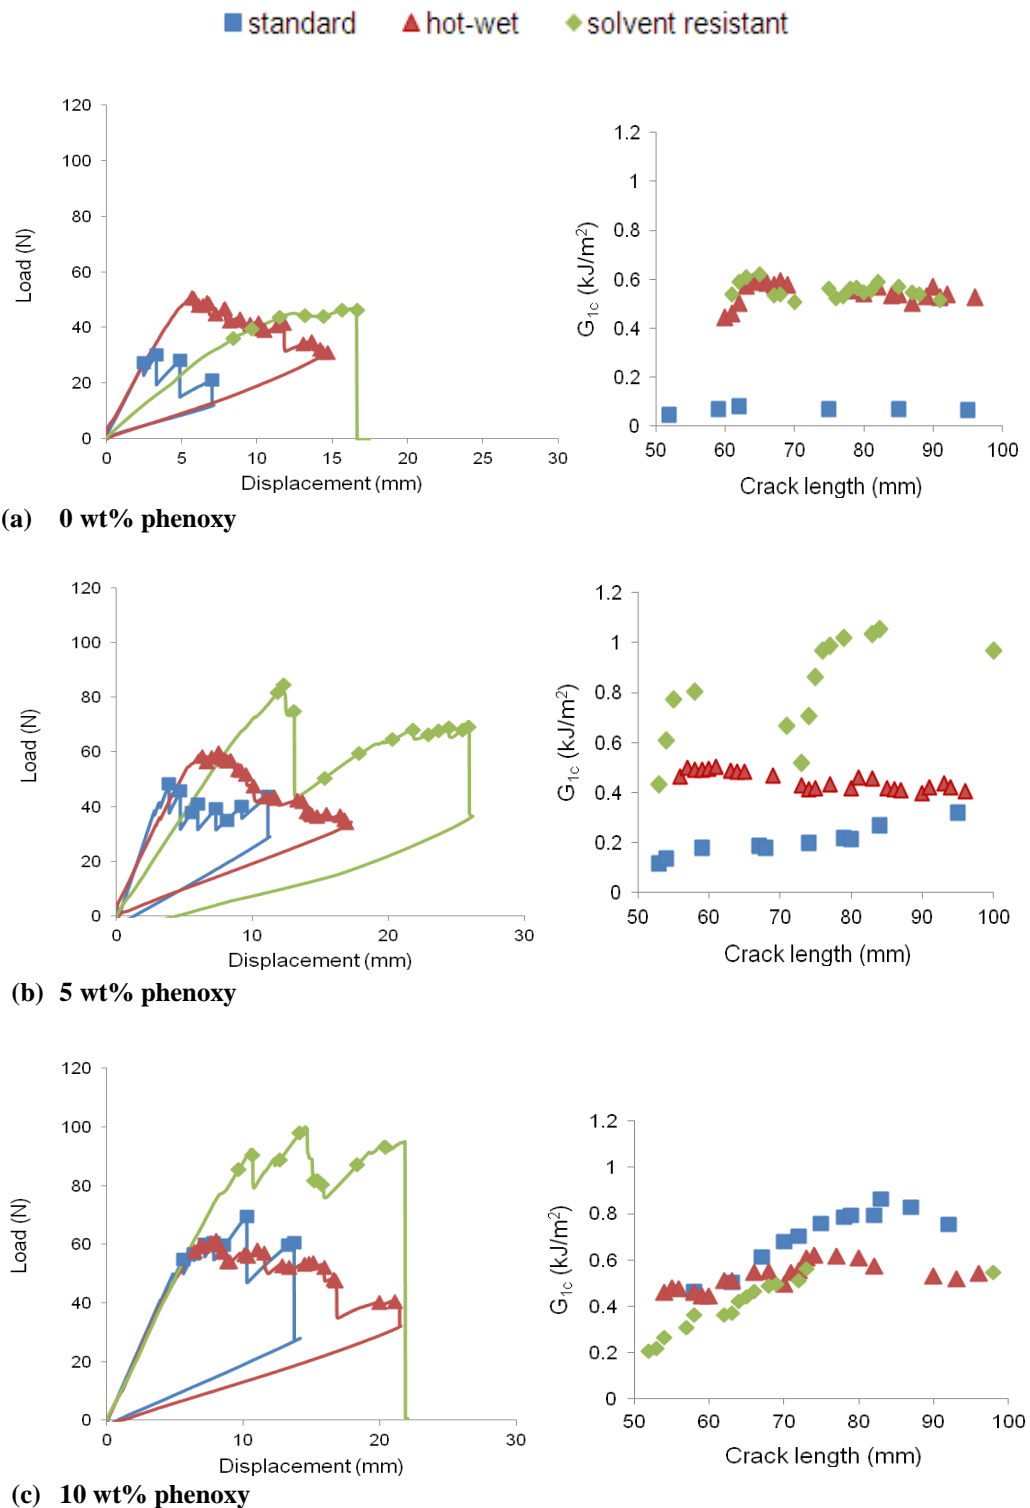 standard hot-wet solvent resistant
120
100
80
60
40
20
0
Load (N)
0 5 10 15 20 25 30
Displacement (mm)
1.2
1
0.8
0.6
0.4
0.2
0
G1c (kJ/m2)
50 60 70 80 90 100
Crack length (mm)
(a) 0 wt% phenoxy
120
100
80
60
40
20
0
Load (N)
0 10 20 30
Displacement (mm)
1.2
1
0.8
0.6
0.4
0.2
0
G1c (kJ/m2)
50 60 70 80 90 100
Crack length (mm)
(b) 5 wt% phenoxy
120
100
80
60
40
20
0
Load (N)
0 10 20 30
Displacement (mm)
1.2
1
0.8
0.6
0.4
0.2
0
G1c (kJ/m2)
50 60 70 80 90 100
Crack length (mm)
(c) 10 wt% phenoxy